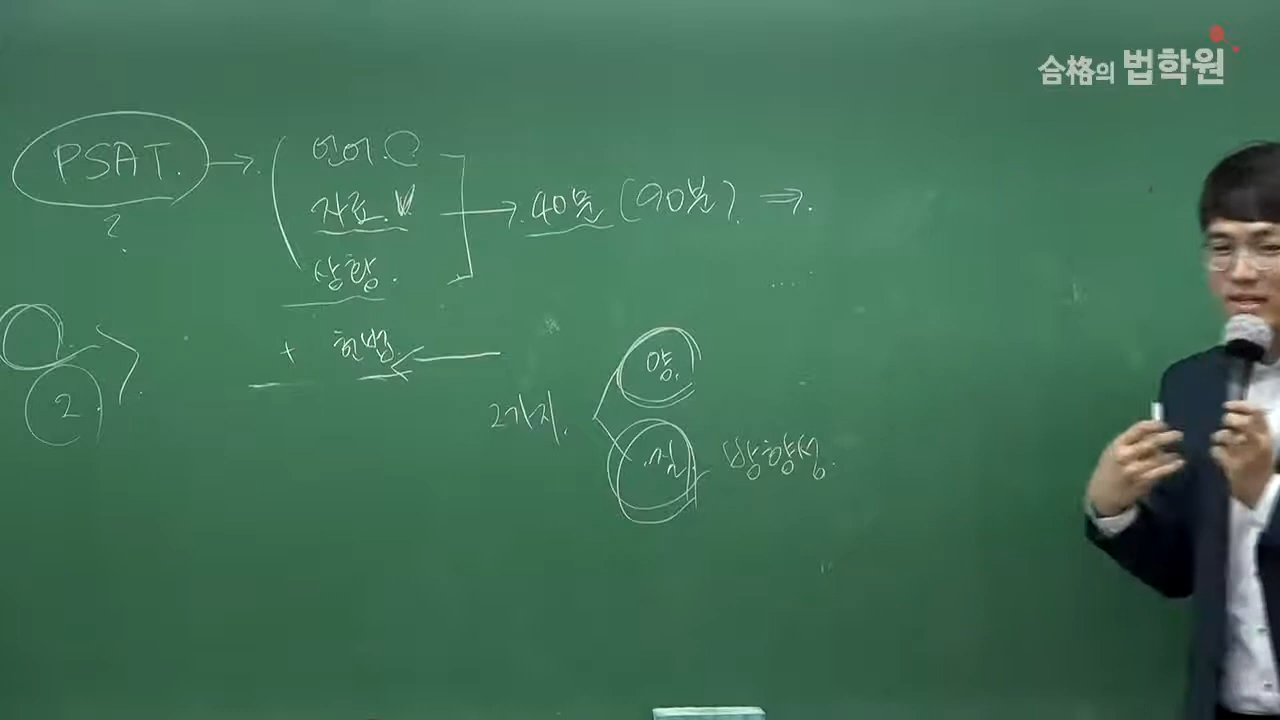 合格의 법학원
PSAT. → 언어.
?
자료. V → 40문 (90분). ⇒.
상황.
+ 헌법. ←
2
2가지.
양.
질. 방향성.